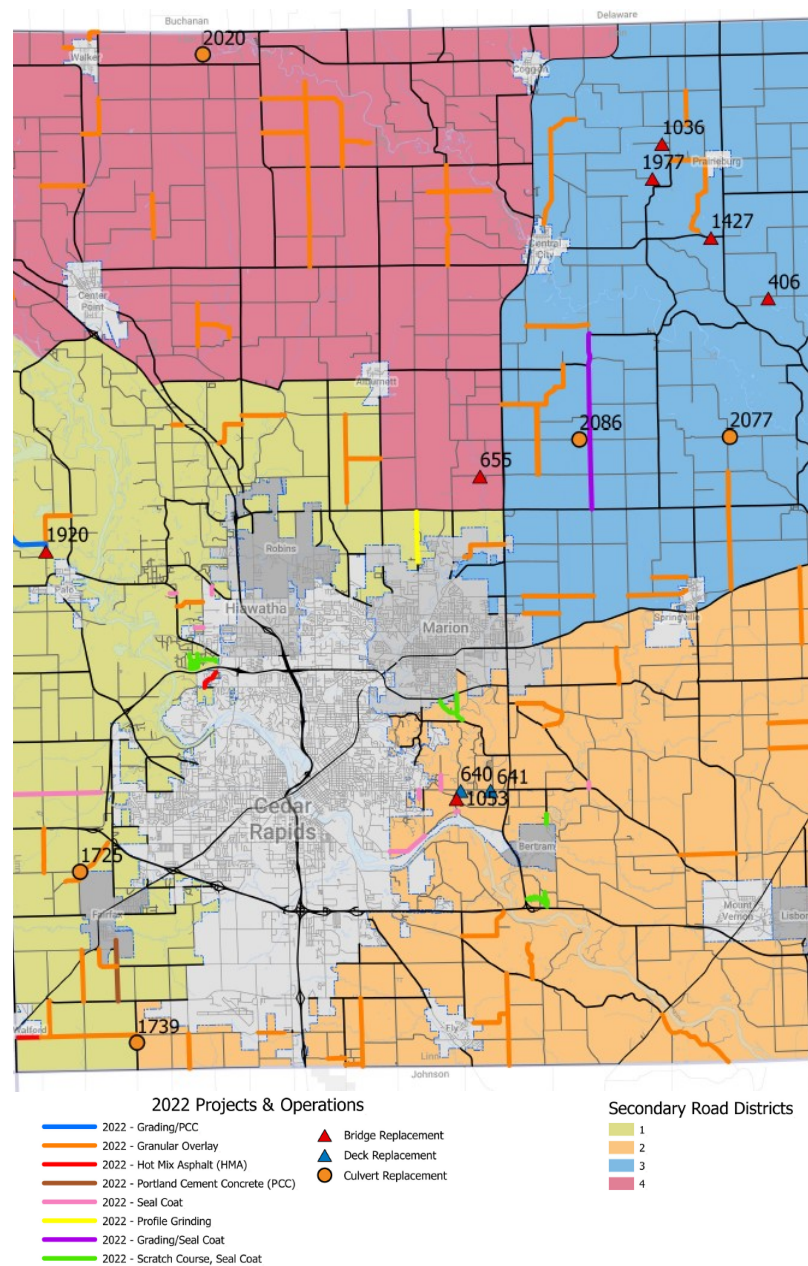 Buchanan
Delaware
2020
Walker
Coggon
1036
1977
Prairieburg
1427
Central
City
406
Center
Point
Alburnett
2086
2077
655
1920
Robins
Palo
Hiawatha
Marion
Springville
640
641
1053
Cedar
Rapids
Bertram
1725
Linn
Fairfax
Mount
Vernon
Lisbon
Walford
1739
Ely
Linn
Johnson
2022 Projects & Operations
2022 - Grading/PCC
2022 - Granular Overlay
2022 - Hot Mix Asphalt (HMA)
2022 - Portland Cement Concrete (PCC)
2022 - Seal Coat
2022 - Profile Grinding
2022 - Grading/Seal Coat
2022 - Scratch Course, Seal Coat
Bridge Replacement
Deck Replacement
Culvert Replacement
Secondary Road Districts
1
2
3
4